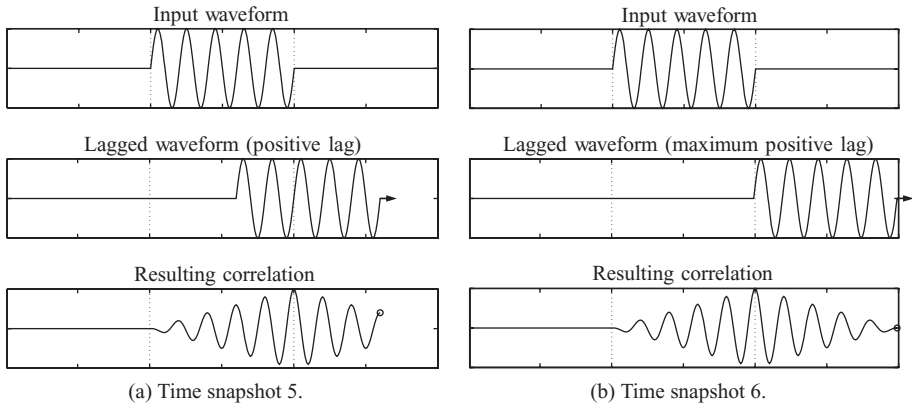 Input waveform
Lagged waveform (positive lag)
Resulting correlation
(a) Time snapshot 5.
Input waveform
Lagged waveform (maximum positive lag)
Resulting correlation
(b) Time snapshot 6.